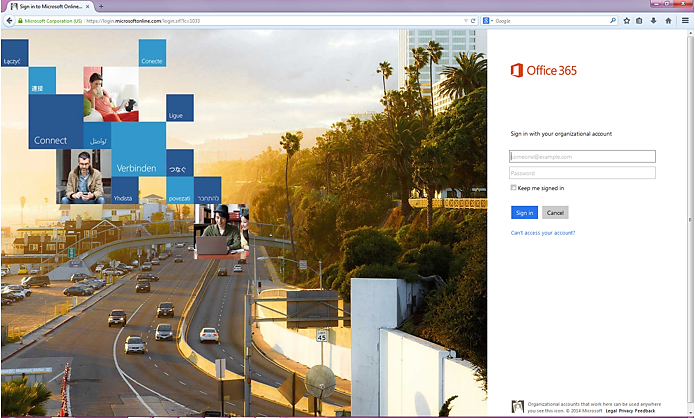 Sign in to Microsoft Online...
Microsoft Corporation (US)
https://login.microsoftonline.com/login.srf?lc=1033
Google
Łączyć
Conecte
連接
Ligue
Connect
تواصل
Verbinden
つなぐ
Yhdistä
povezati
להתחבר
SPEED
LIMIT
45
Office 365
Sign in with your organizational account
someone@example.com
Password
Keep me signed in
Sign in
Cancel
Can't access your account?
Organizational accounts that work here can be used anywhere
you see this icon. © 2014 Microsoft Legal Privacy Feedback